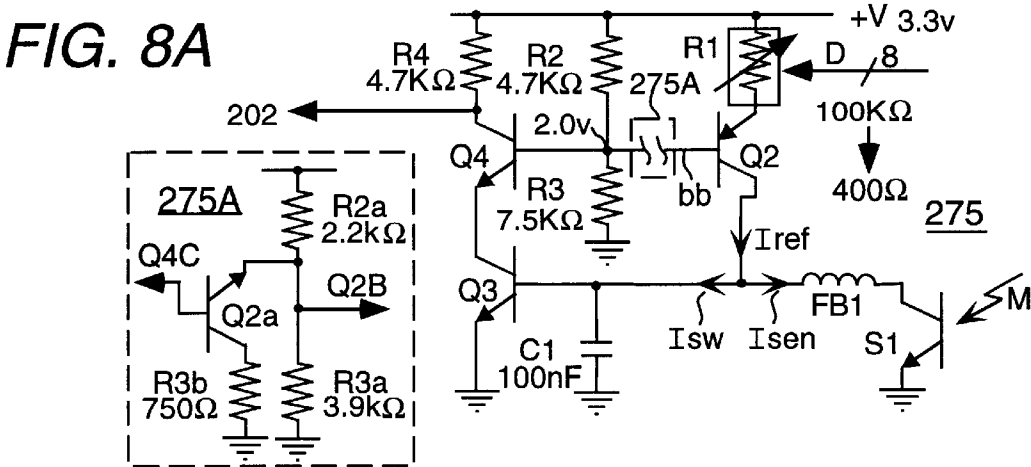 FIG. 8A
+V 3.3v
R4
4.7KΩ
R2
4.7KΩ
R1
D
8
275A
202
2.0v
100KΩ
400Ω
Q4
Q2
R3
7.5KΩ
bb
275
275A
R2a
2.2kΩ
Iref
Q4C
Q2B
Q2a
Q3
Isw
Isen
FB1
M
S1
C1
100nF
R3b
750Ω
R3a
3.9kΩ